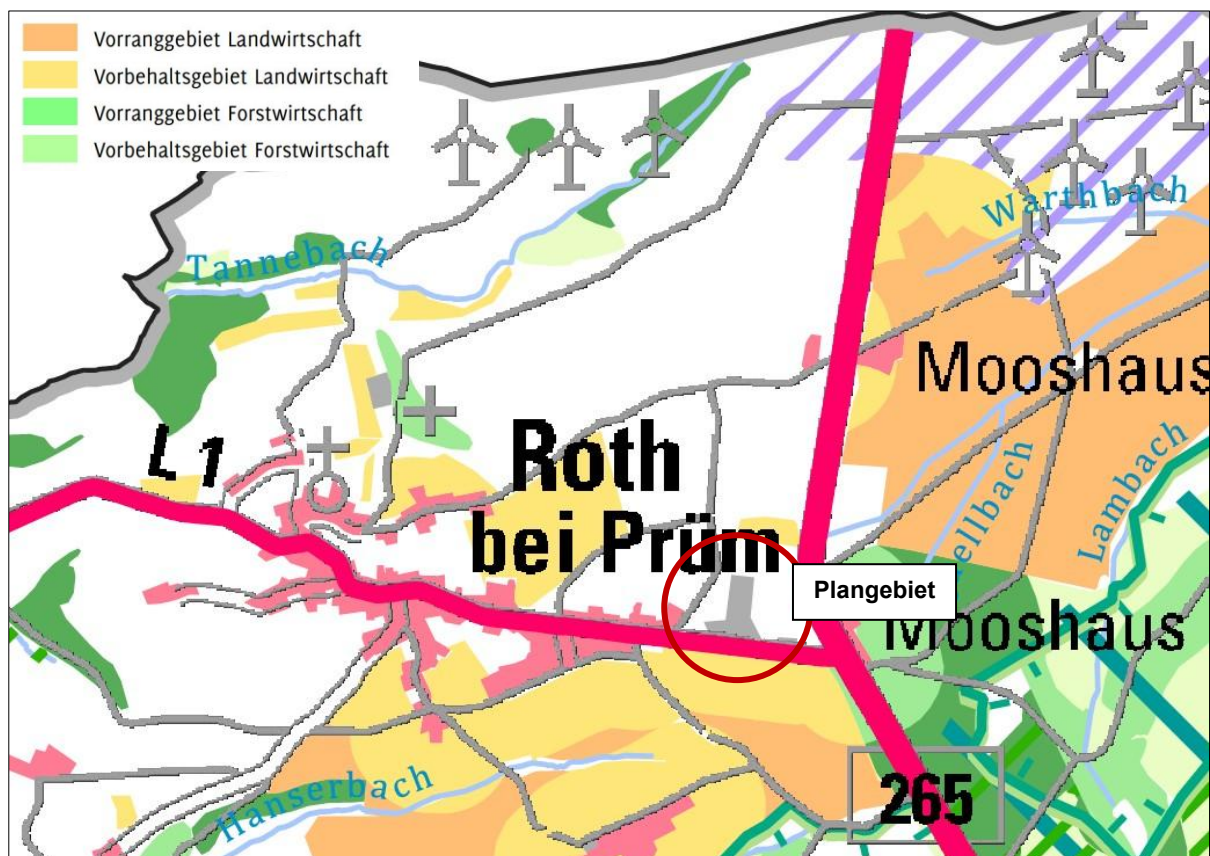 Vorranggebiet Landwirtschaft
Vorbehaltsgebiet Landwirtschaft
Vorranggebiet Forstwirtschaft
Vorbehaltsgebiet Forstwirtschaft
Warthbach
Tannebach
Mooshaus
L 1
Roth
bei Prüm
ellbach
Lambach
Plangebiet
Mooshaus
Hanserbach
265